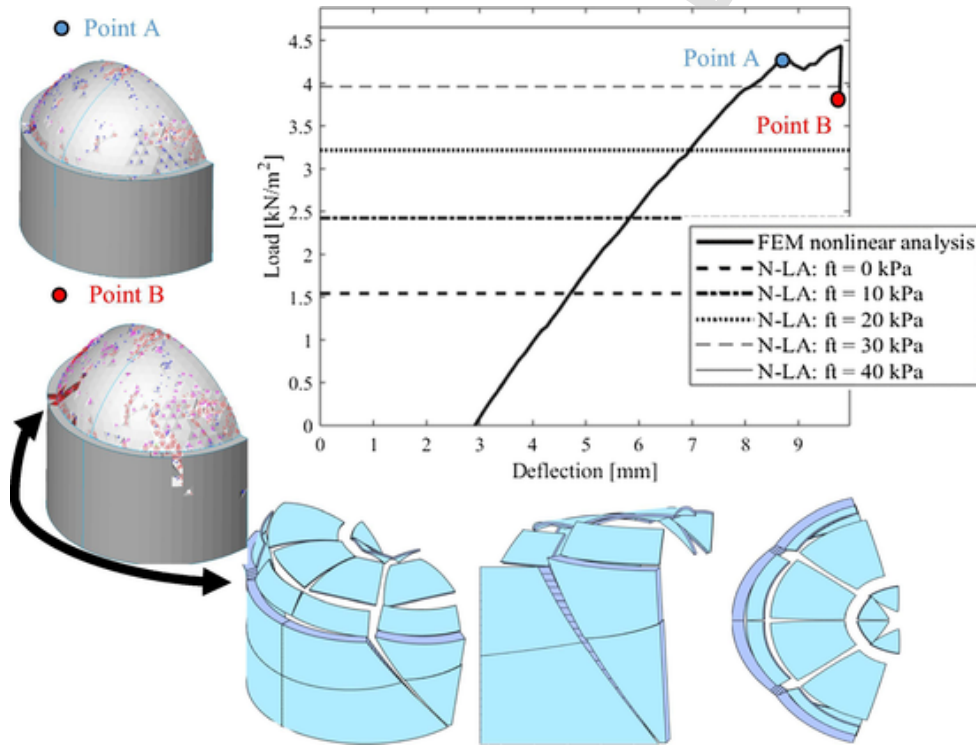 Point A
Point B
Load [kN/m²]
4.5
4
3.5
3
2.5
2
1.5
1
0.5
0
Point A
Point B
FEM nonlinear analysis
N-LA: ft = 0 kPa
N-LA: ft = 10 kPa
N-LA: ft = 20 kPa
N-LA: ft = 30 kPa
N-LA: ft = 40 kPa
0 1 2 3 4 5 6 7 8 9
Deflection [mm]